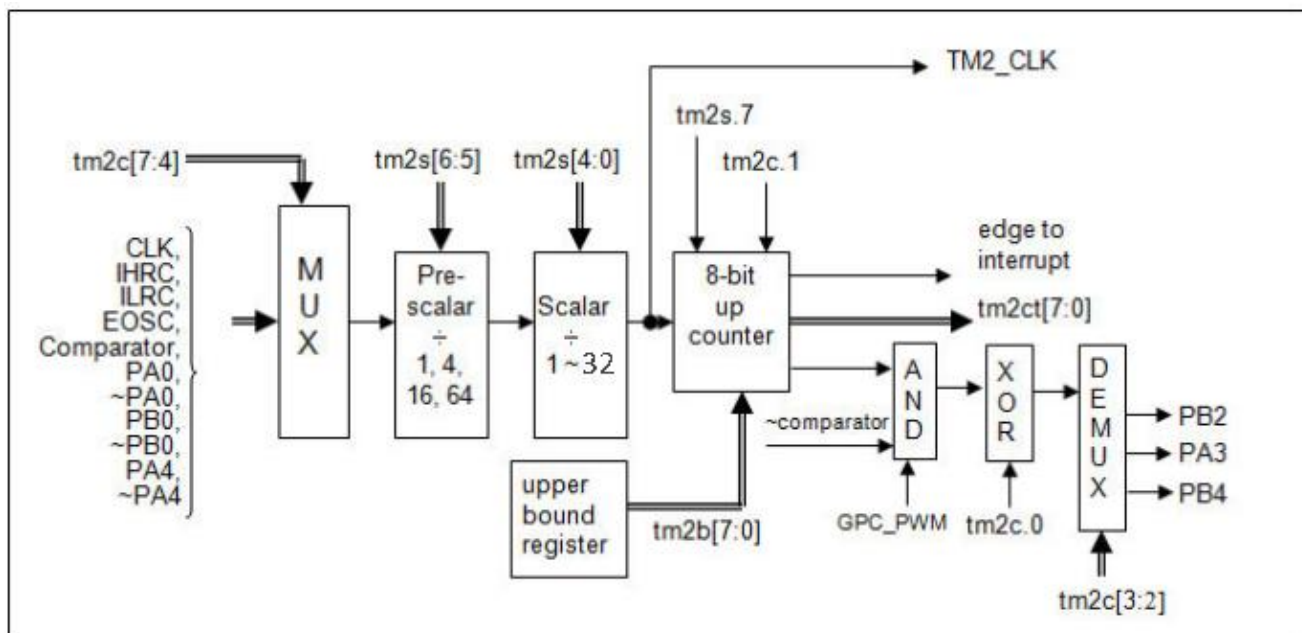 TM2_CLK
tm2s.7
tm2c[7:4]
tm2s[6:5]
tm2s[4:0]
tm2c.1
CLK,
IHRC,
ILRC,
EOSC,
Comparator,
PA0,
~PA0,
PB0,
~PB0,
PA4,
~PA4
M
U
X
Pre-
scalar
÷
1, 4,
16, 64
Scalar
÷
1 ~ 32
8-bit
up
counter
edge to
interrupt
tm2ct[7:0]
~comparator
A
N
D
X
O
R
D
E
M
U
X
PB2
PA3
PB4
upper
bound
register
tm2b[7:0]
GPC_PWM
tm2c.0
tm2c[3:2]